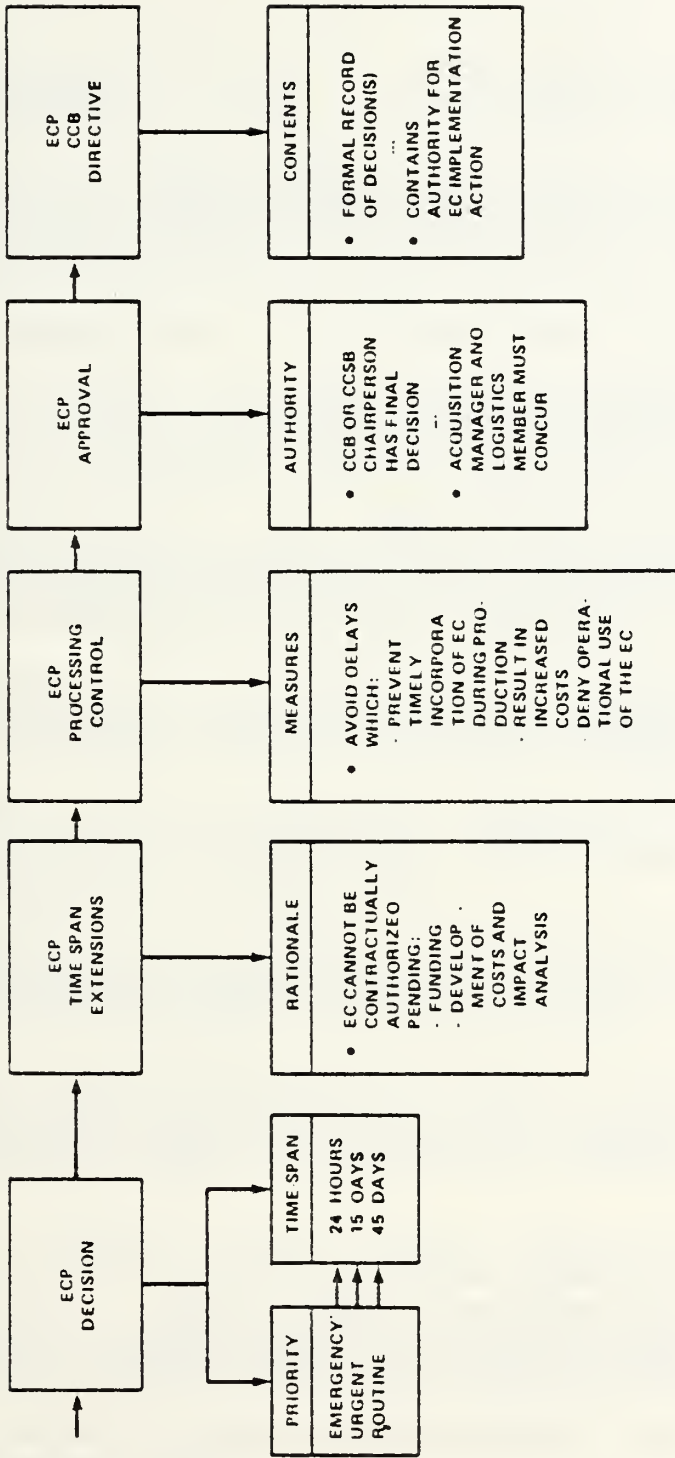 ECP
DECISION
PRIORITY
EMERGENCY
URGENT
ROUTINE
TIME SPAN
24 HOURS
15 OAYS
45 DAYS
ECP
TIME SPAN
EXTENSIONS
RATIONALE
• EC CANNOT BE
CONTRACTUALLY
AUTHORIZED
PENDING:
- FUNDING
- DEVELOP-
MENT OF
COSTS AND
IMPACT
ANALYSIS
ECP
PROCESSING
CONTROL
MEASURES
• AVOID DELAYS
WHICH:
- PREVENT
TIMELY
INCORPORA
TION OF EC
DURING PRO-
DUCTION
- RESULT IN
INCREASED
COSTS
- DENY OPERA-
TIONAL USE
OF THE EC
ECP
APPROVAL
AUTHORITY
• CCB OR CCSB
CHAIRPERSON
HAS FINAL
DECISION
...
• ACQUISITION
MANAGER ANO
LOGISTICS
MEMBER MUST
CONCUR
ECP
CCB
DIRECTIVE
CONTENTS
• FORMAL RECORD
OF DECISION(S)
...
• CONTAINS
AUTHORITY FOR
EC IMPLEMENTATION
ACTION